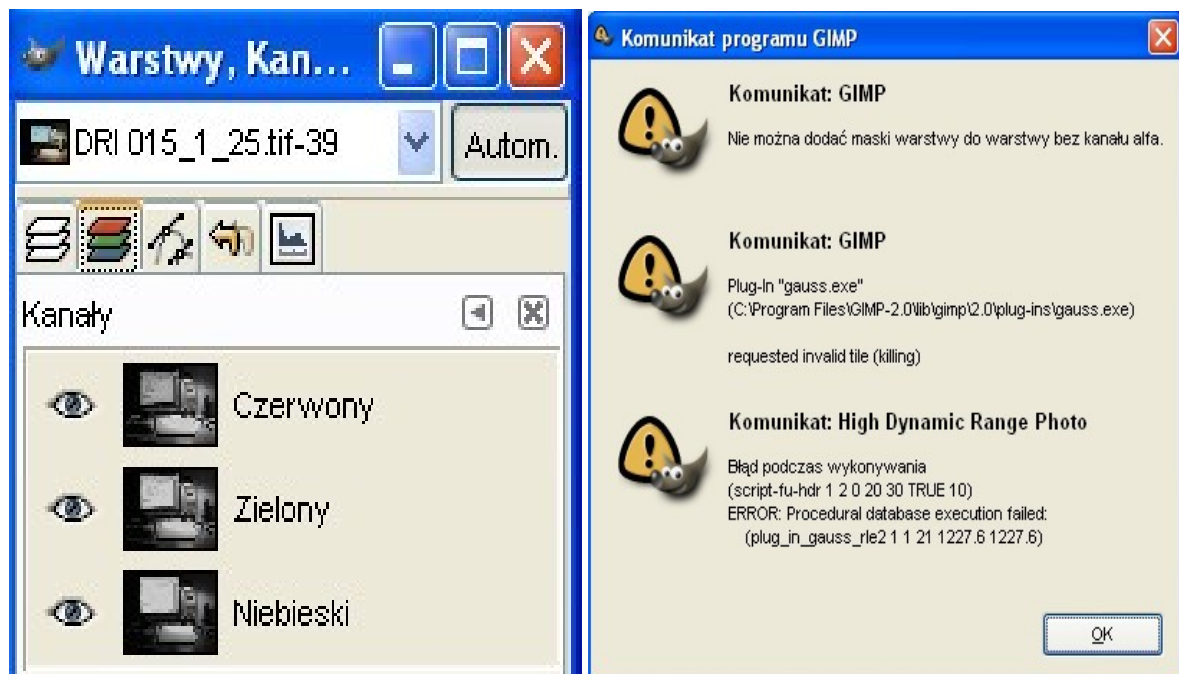 Warstwy, Kan...
DRI 015_1_25.tif-39
Autom.
Kanały
Czerwony
Zielony
Niebieski
Komunikat programu GIMP
Komunikat: GIMP
Nie można dodać maski warstwy do warstwy bez kanału alfa.
Komunikat: GIMP
Plug-In "gauss.exe"
(C:\Program Files\GIMP-2.0\lib\gimp\2.0\plug-ins\gauss.exe)
requested invalid tile (killing)
Komunikat: High Dynamic Range Photo
Błąd podczas wykonywania
(script-fu-hdr 1 2 0 20 30 TRUE 10)
ERROR: Procedural database execution failed:
(plug_in_gauss_rle2 1 1 21 1227.6 1227.6)
OK